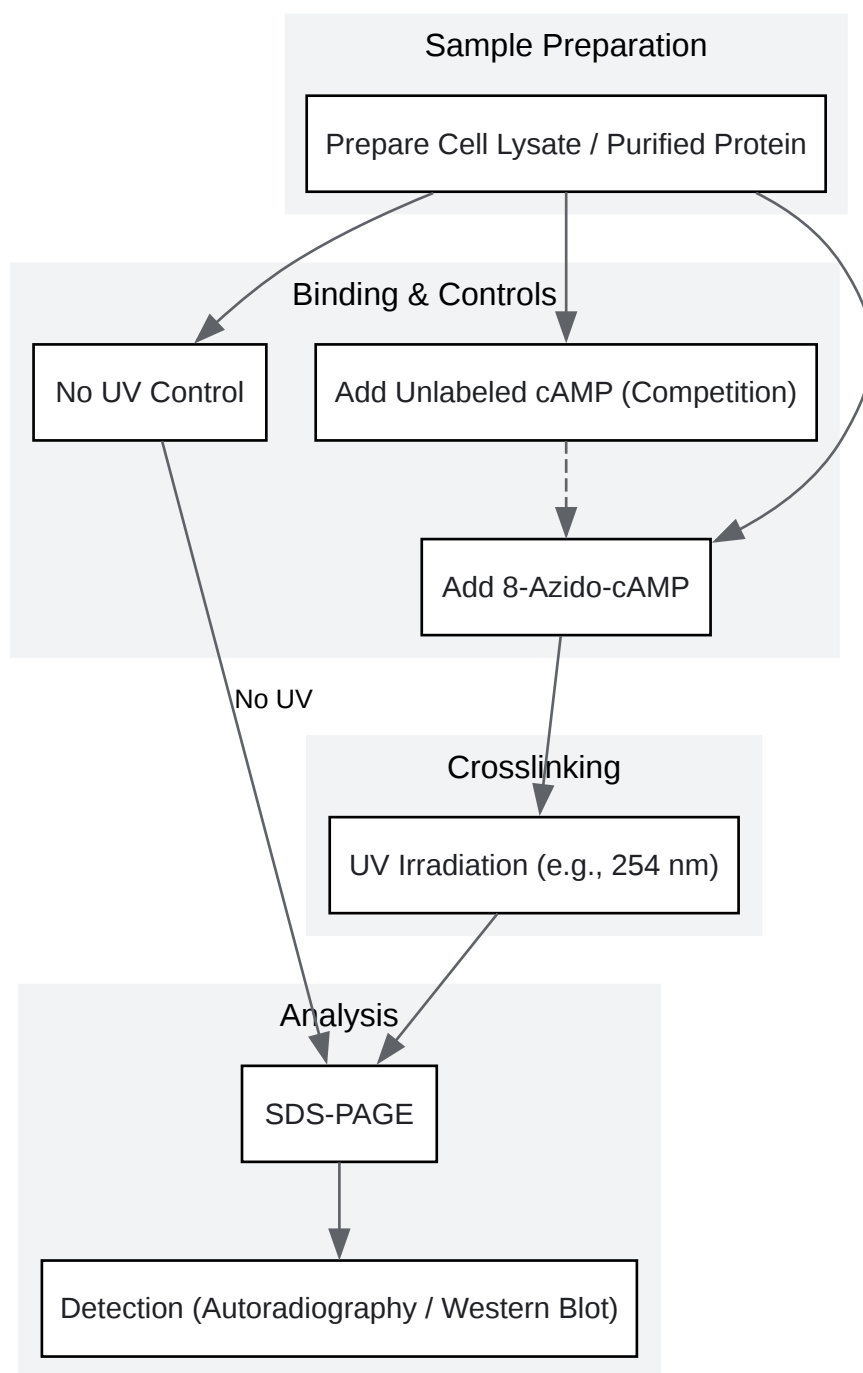 Sample Preparation
Prepare Cell Lysate / Purified Protein
Binding & Controls
No UV Control
Add Unlabeled cAMP (Competition)
Add 8-Azido-cAMP
No UV
Crosslinking
UV Irradiation (e.g., 254 nm)
Analysis
SDS-PAGE
Detection (Autoradiography / Western Blot)